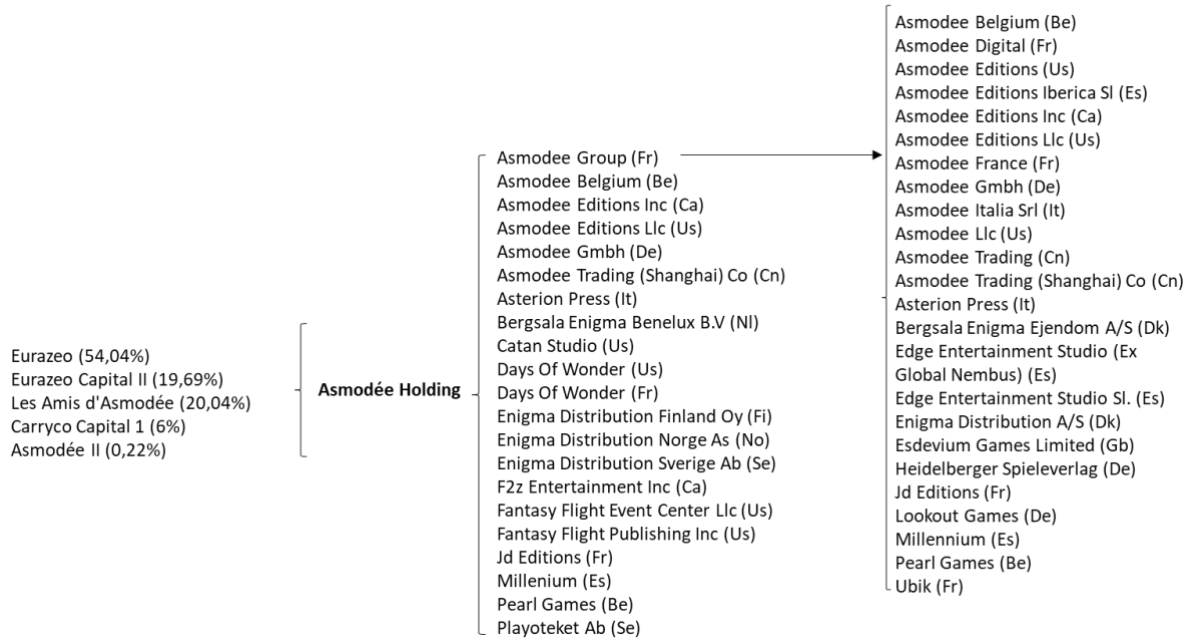 Eurazeo (54,04%)
Eurazeo Capital II (19,69%)
Les Amis d'Asmodée (20,04%)
Carryco Capital 1 (6%)
Asmodée II (0,22%)
Asmodée Holding
Asmodee Group (Fr)
Asmodee Belgium (Be)
Asmodee Editions Inc (Ca)
Asmodee Editions Llc (Us)
Asmodee Gmbh (De)
Asmodee Trading (Shanghai) Co (Cn)
Asterion Press (It)
Bergsala Enigma Benelux B.V (Nl)
Catan Studio (Us)
Days Of Wonder (Us)
Days Of Wonder (Fr)
Enigma Distribution Finland Oy (Fi)
Enigma Distribution Norge As (No)
Enigma Distribution Sverige Ab (Se)
F2z Entertainment Inc (Ca)
Fantasy Flight Event Center Llc (Us)
Fantasy Flight Publishing Inc (Us)
Jd Editions (Fr)
Millenium (Es)
Pearl Games (Be)
Playoteket Ab (Se)
Asmodee Belgium (Be)
Asmodee Digital (Fr)
Asmodee Editions (Us)
Asmodee Editions Iberica Sl (Es)
Asmodee Editions Inc (Ca)
Asmodee Editions Llc (Us)
Asmodee France (Fr)
Asmodee Gmbh (De)
Asmodee Italia Srl (It)
Asmodee Llc (Us)
Asmodee Trading (Cn)
Asmodee Trading (Shanghai) Co (Cn)
Asterion Press (It)
Bergsala Enigma Ejendom A/S (Dk)
Edge Entertainment Studio (Ex
Global Nembus) (Es)
Edge Entertainment Studio Sl. (Es)
Enigma Distribution A/S (Dk)
Esdevium Games Limited (Gb)
Heidelberger Spieleverlag (De)
Jd Editions (Fr)
Lookout Games (De)
Millennium (Es)
Pearl Games (Be)
Ubik (Fr)